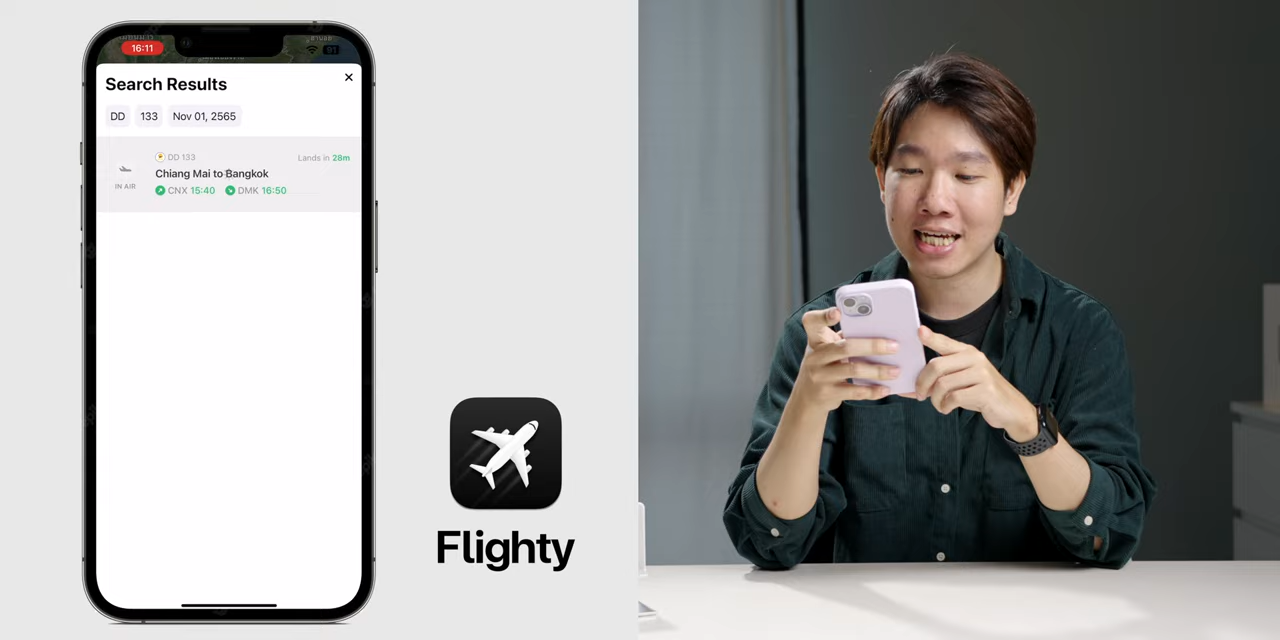 16:11
91
Search Results
DD 133 Nov 01, 2565
DD 133 Lands in 28m
Chiang Mai to Bangkok
IN AIR
CNX 15:40 DMK 16:50
Flighty